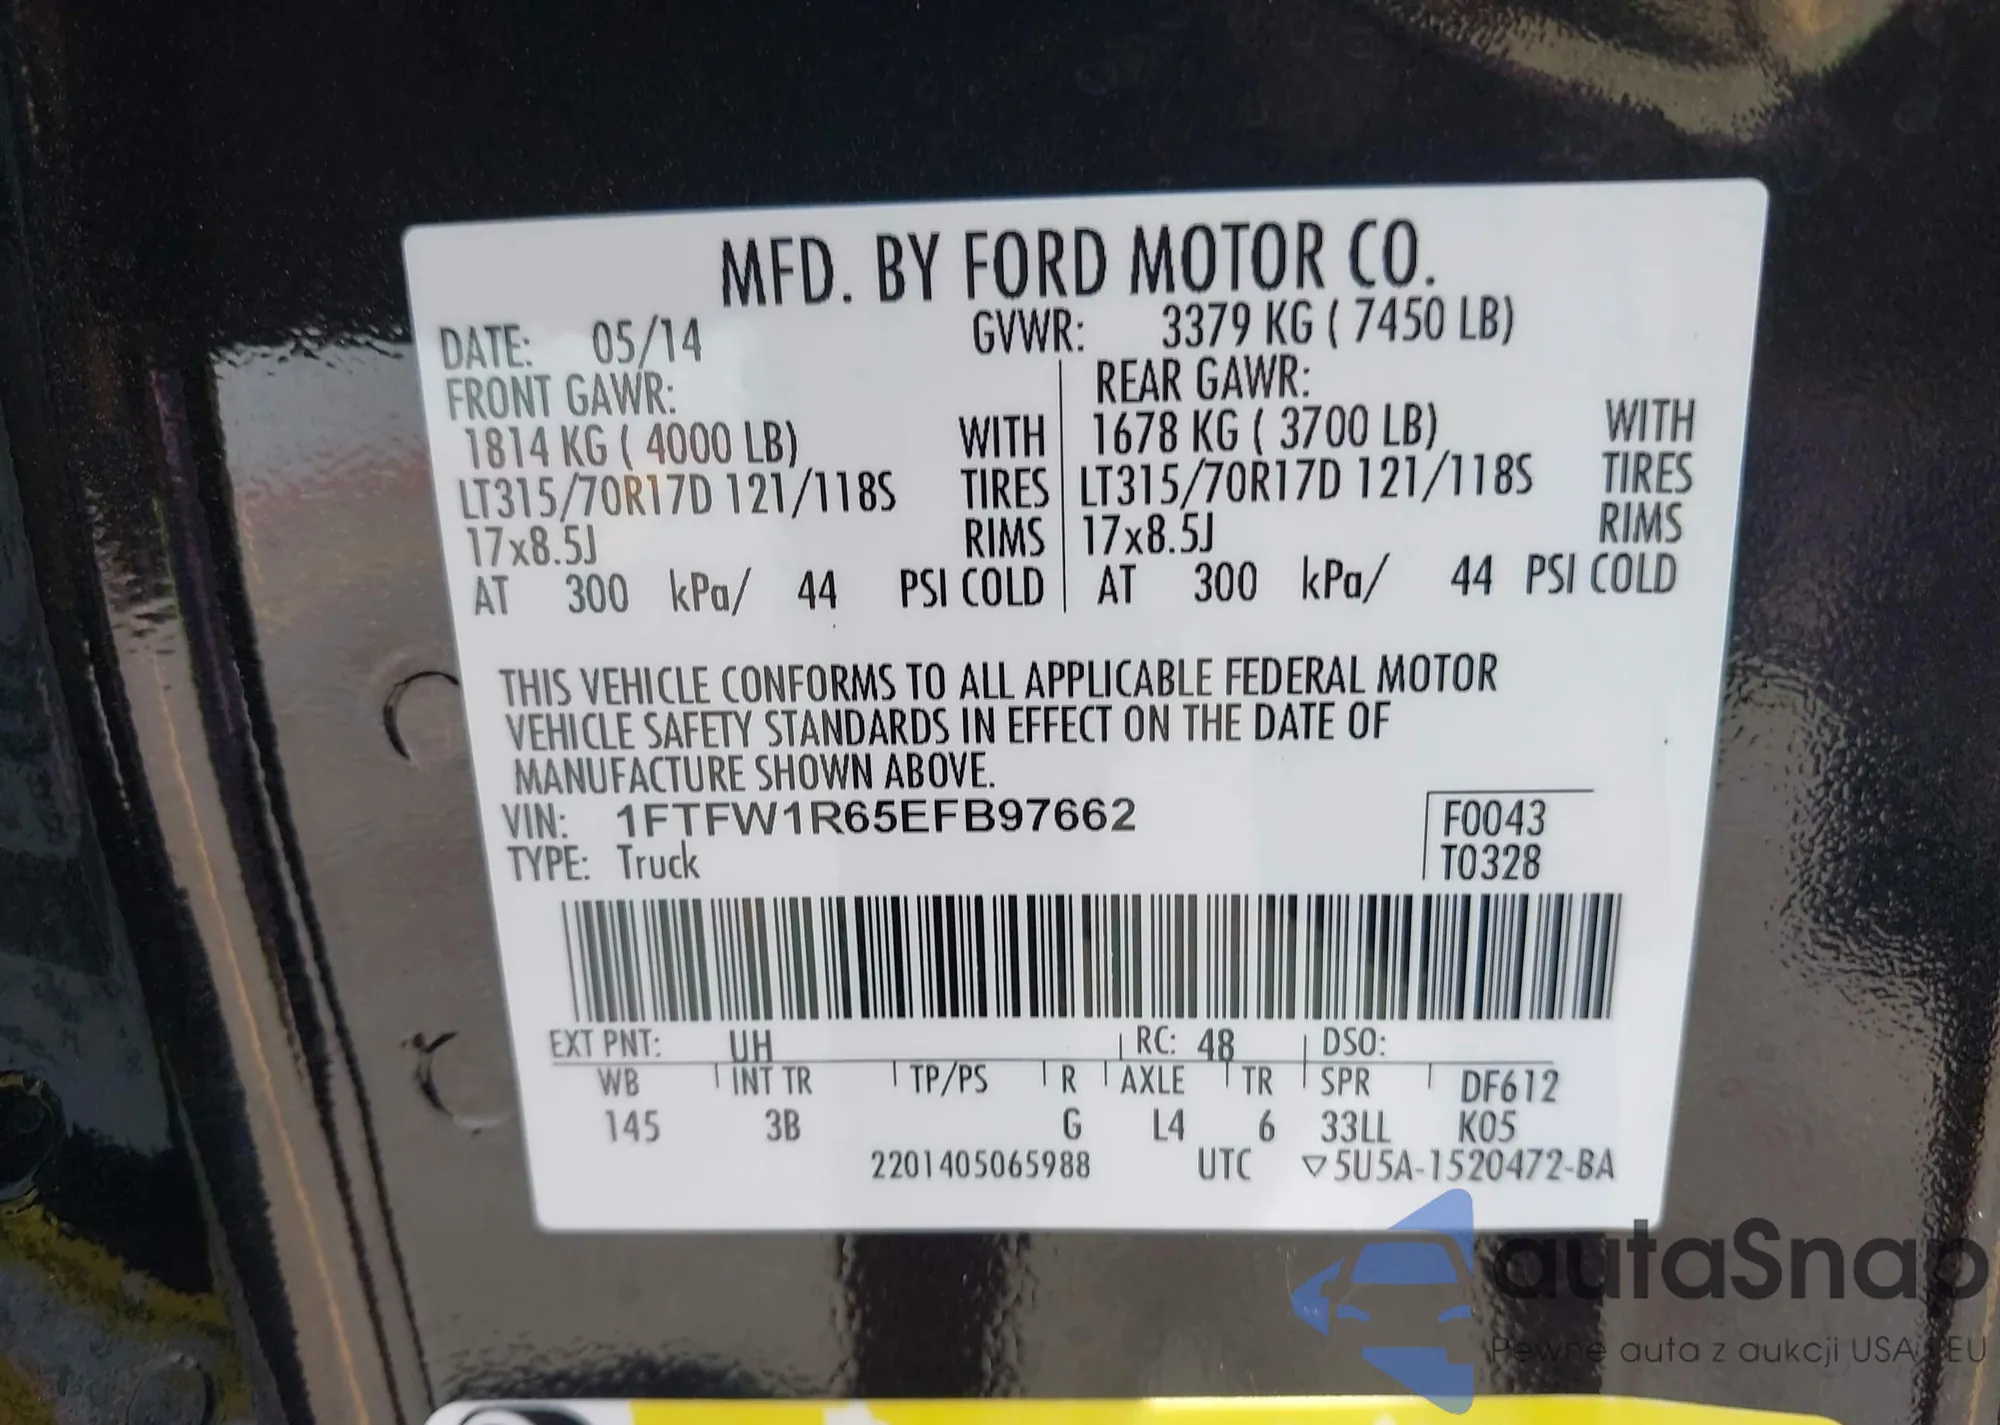 MFD. BY FORD MOTOR CO.
DATE: 05/14 GVWR: 3379 KG ( 7450 LB)
FRONT GAWR: REAR GAWR:
1814 KG ( 4000 LB) WITH 1678 KG ( 3700 LB) WITH
LT315/70R17D 121/118S TIRES LT315/70R17D 121/118S TIRES
17x8.5J RIMS 17x8.5J RIMS
AT 300 kPa/ 44 PSI COLD AT 300 kPa/ 44 PSI COLD
THIS VEHICLE CONFORMS TO ALL APPLICABLE FEDERAL MOTOR
VEHICLE SAFETY STANDARDS IN EFFECT ON THE DATE OF
MANUFACTURE SHOWN ABOVE.
VIN: 1FTFW1R65EFB97662 F0043
TYPE: Truck T0328
EXT PNT: UH RC: 48 DSO:
WB INT TR TP/PS R AXLE TR SPR DF612
145 3B G L4 6 33LL K05
2201405065988 UTC ▽5U5A-1520472-BA
autaSnap
Pewne auta z aukcji USA i EU